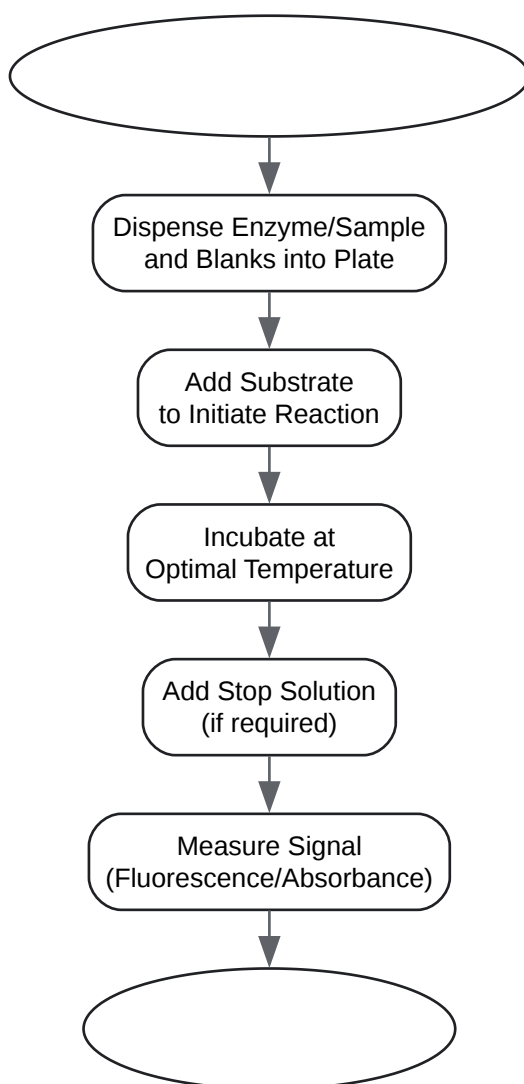 Dispense Enzyme/Sample
and Blanks into Plate
Add Substrate
to Initiate Reaction
Incubate at
Optimal Temperature
Add Stop Solution
(if required)
Measure Signal
(Fluorescence/Absorbance)